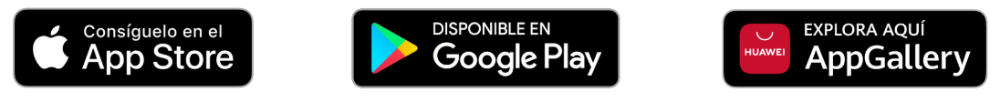 Consíguelo en el
App Store
DISPONIBLE EN
Google Play
HUAWEI
EXPLORA AQUÍ
AppGallery